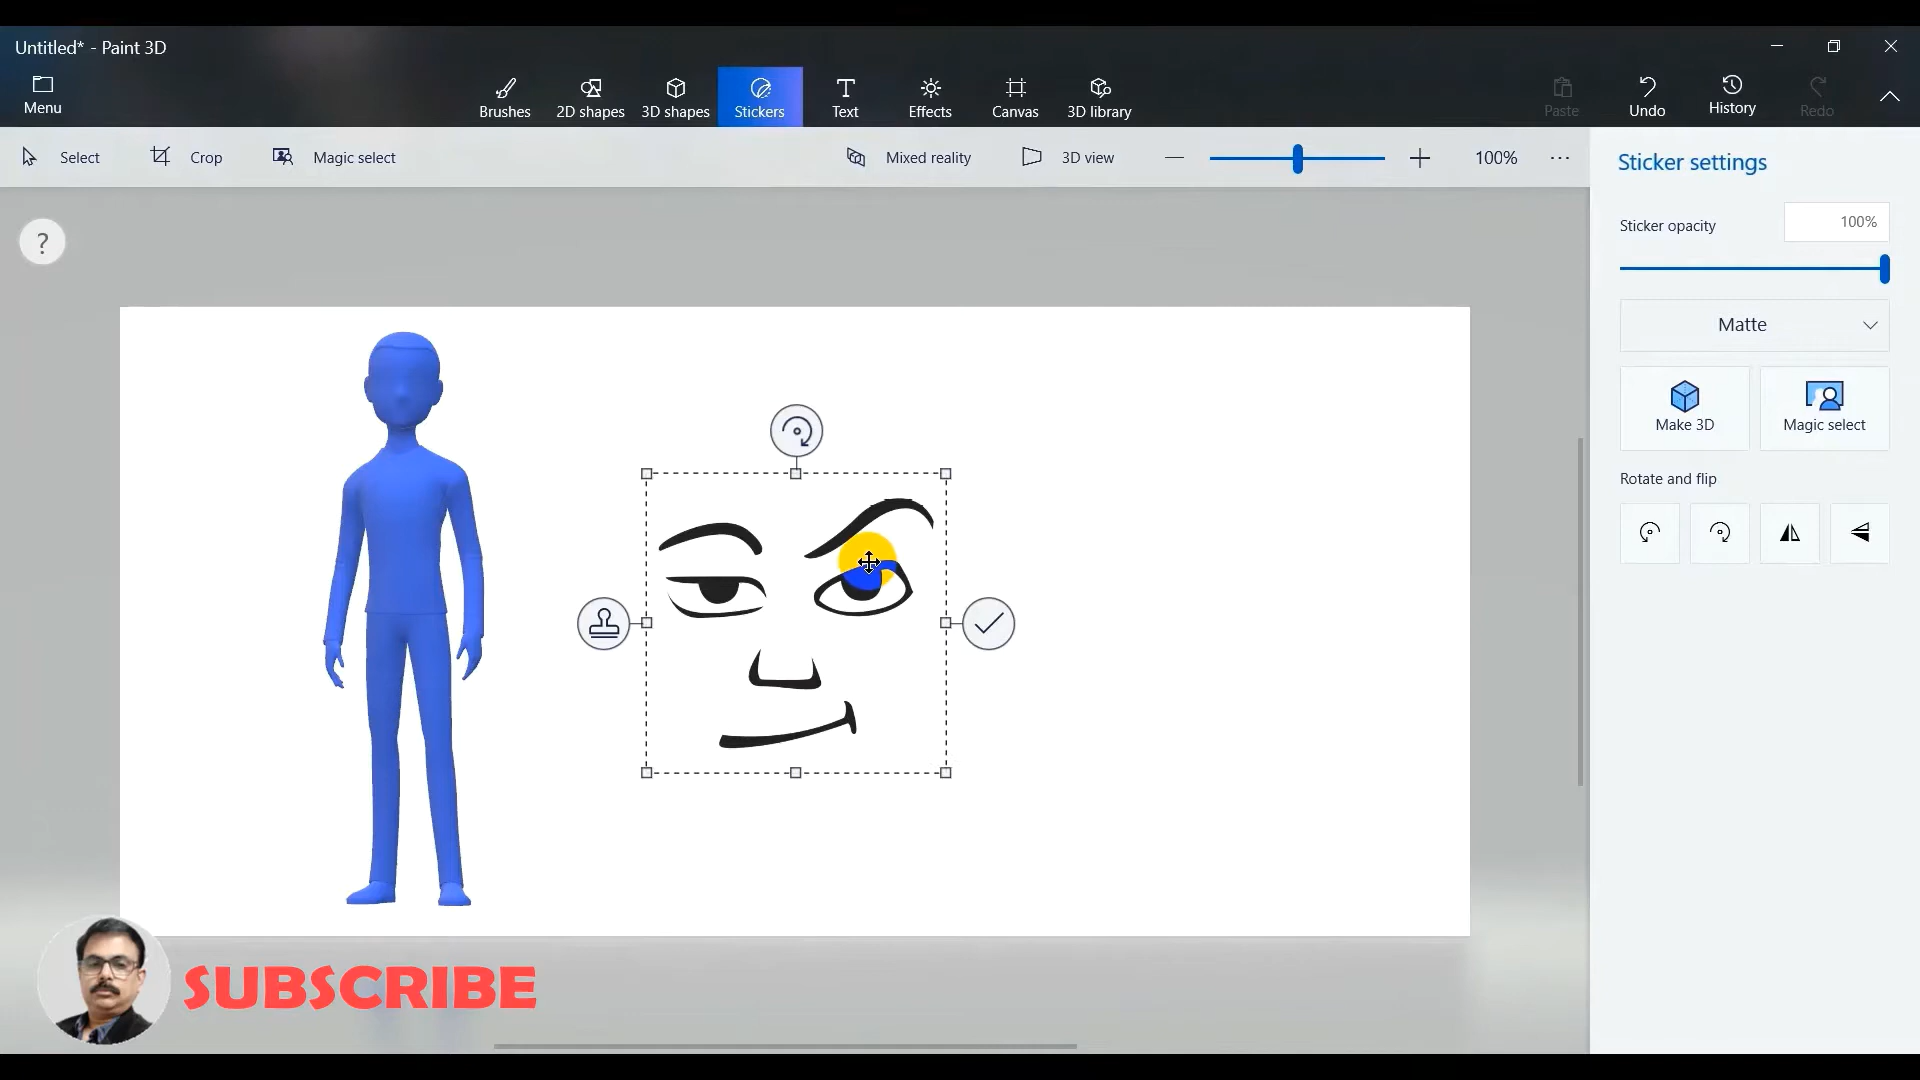 Untitled* - Paint 3D
Menu
Brushes
2D shapes
3D shapes
Stickers
Text
Effects
Canvas
3D library
Paste
Undo
History
Redo
Select
Crop
Magic select
Mixed reality
3D view
100%
Sticker settings
?
Sticker opacity
100%
Matte
Make 3D
Magic select
Rotate and flip
SUBSCRIBE